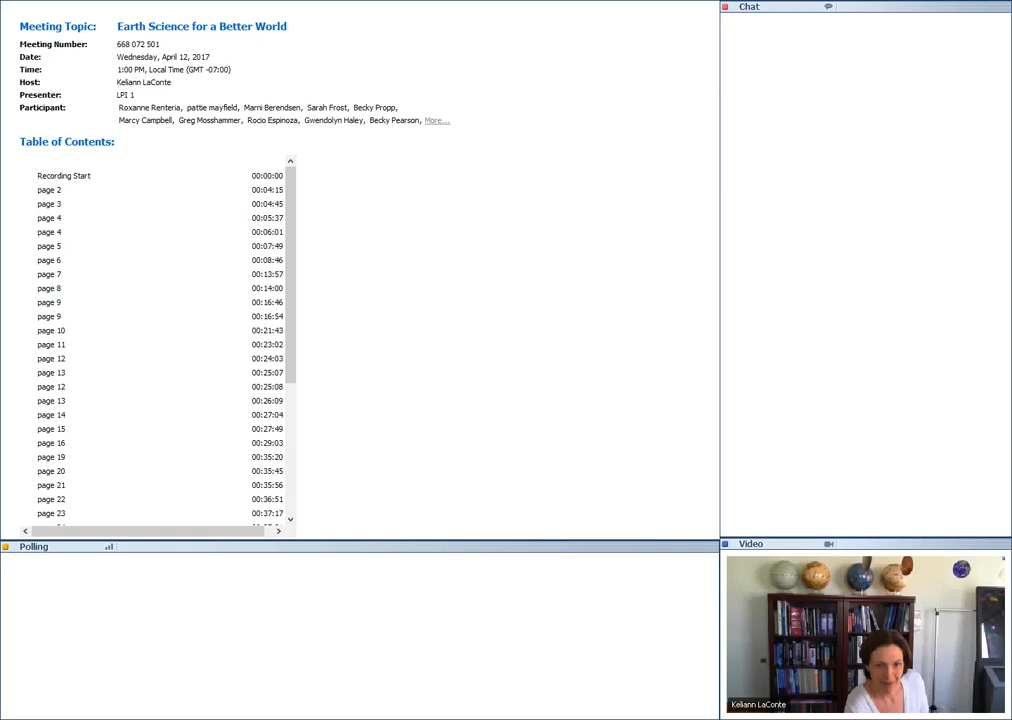 Meeting Topic: Earth Science for a Better World
Meeting Number: 668 072 501
Date: Wednesday, April 12, 2017
Time: 1:00 PM, Local Time (GMT -07:00)
Host: Keliann LaConte
Presenter: LPI 1
Participant: Roxanne Renteria, pattie mayfield, Marni Berendsen, Sarah Frost, Becky Propp,
Marcy Campbell, Greg Mosshammer, Rocio Espinoza, Gwendolyn Haley, Becky Pearson, More...
Table of Contents:
Recording Start 00:00:00
page 2 00:04:15
page 3 00:04:45
page 4 00:05:37
page 4 00:06:01
page 5 00:07:49
page 6 00:08:46
page 7 00:13:57
page 8 00:14:00
page 9 00:16:46
page 9 00:16:54
page 10 00:21:43
page 11 00:23:02
page 12 00:24:03
page 13 00:25:07
page 12 00:25:08
page 13 00:26:09
page 14 00:27:04
page 15 00:27:49
page 16 00:29:03
page 19 00:35:20
page 20 00:35:45
page 21 00:35:56
page 22 00:36:51
page 23 00:37:17
Polling
Chat
Video
Keliann LaConte